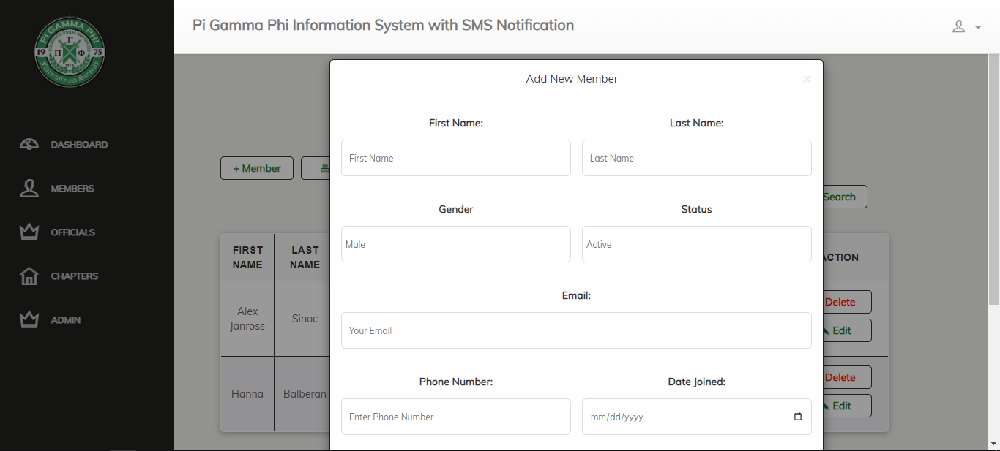 PI GAMMA PHI
19 75
Γ
Π Φ
Fraternity and Sorority
Pi Gamma Phi Information System with SMS Notification
DASHBOARD
MEMBERS
OFFICIALS
CHAPTERS
ADMIN
+ Member
Search
FIRST NAME
LAST NAME
ACTION
Alex Janross
Sinoc
Delete
Edit
Hanna
Balberan
Delete
Edit
Add New Member ×
First Name: Last Name:
First Name Last Name
Gender Status
Male Active
Email:
Your Email
Phone Number: Date Joined:
Enter Phone Number mm/dd/yyyy